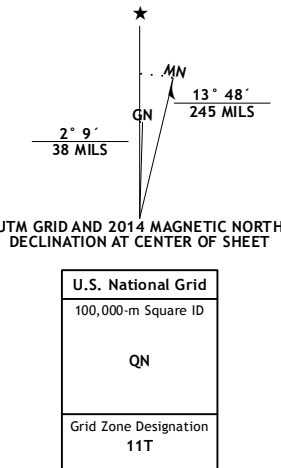 ★
MN
13° 48´
245 MILS
GN
2° 9´
38 MILS
UTM GRID AND 2014 MAGNETIC NORTH
DECLINATION AT CENTER OF SHEET
U.S. National Grid
100,000-m Square ID
QN
Grid Zone Designation
11T